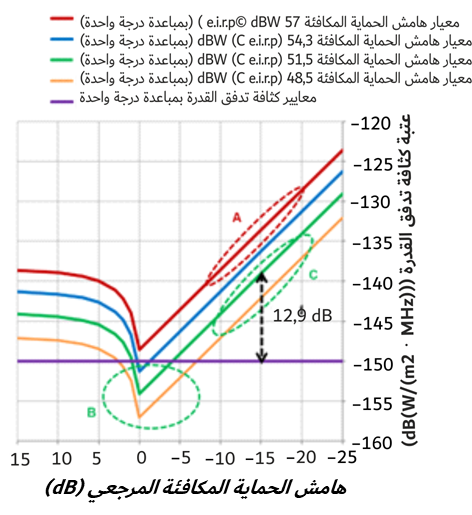 معيار هامش الحماية المكافئة 57 e.i.r.p© dBW ) (بمباعدة درجة واحدة)
معيار هامش الحماية المكافئة 54,3 dBW (C e.i.r.p) (بمباعدة درجة واحدة)
معيار هامش الحماية المكافئة 51,5 dBW (C e.i.r.p) (بمباعدة درجة واحدة)
معيار هامش الحماية المكافئة 48,5 dBW (C e.i.r.p) (بمباعدة درجة واحدة)
معايير كثافة تدفق القدرة بمباعدة درجة واحدة
−120
−125
−130
−135
−140
−145
−150
−155
−160
A
C
12,9 dB
B
15 10 5 0 −5 −10 −15 −20 −25
عتبة كثافة تدفق القدرة (((dB(W/(m2 · MHz)
هامش الحماية المكافئة المرجعي (dB)